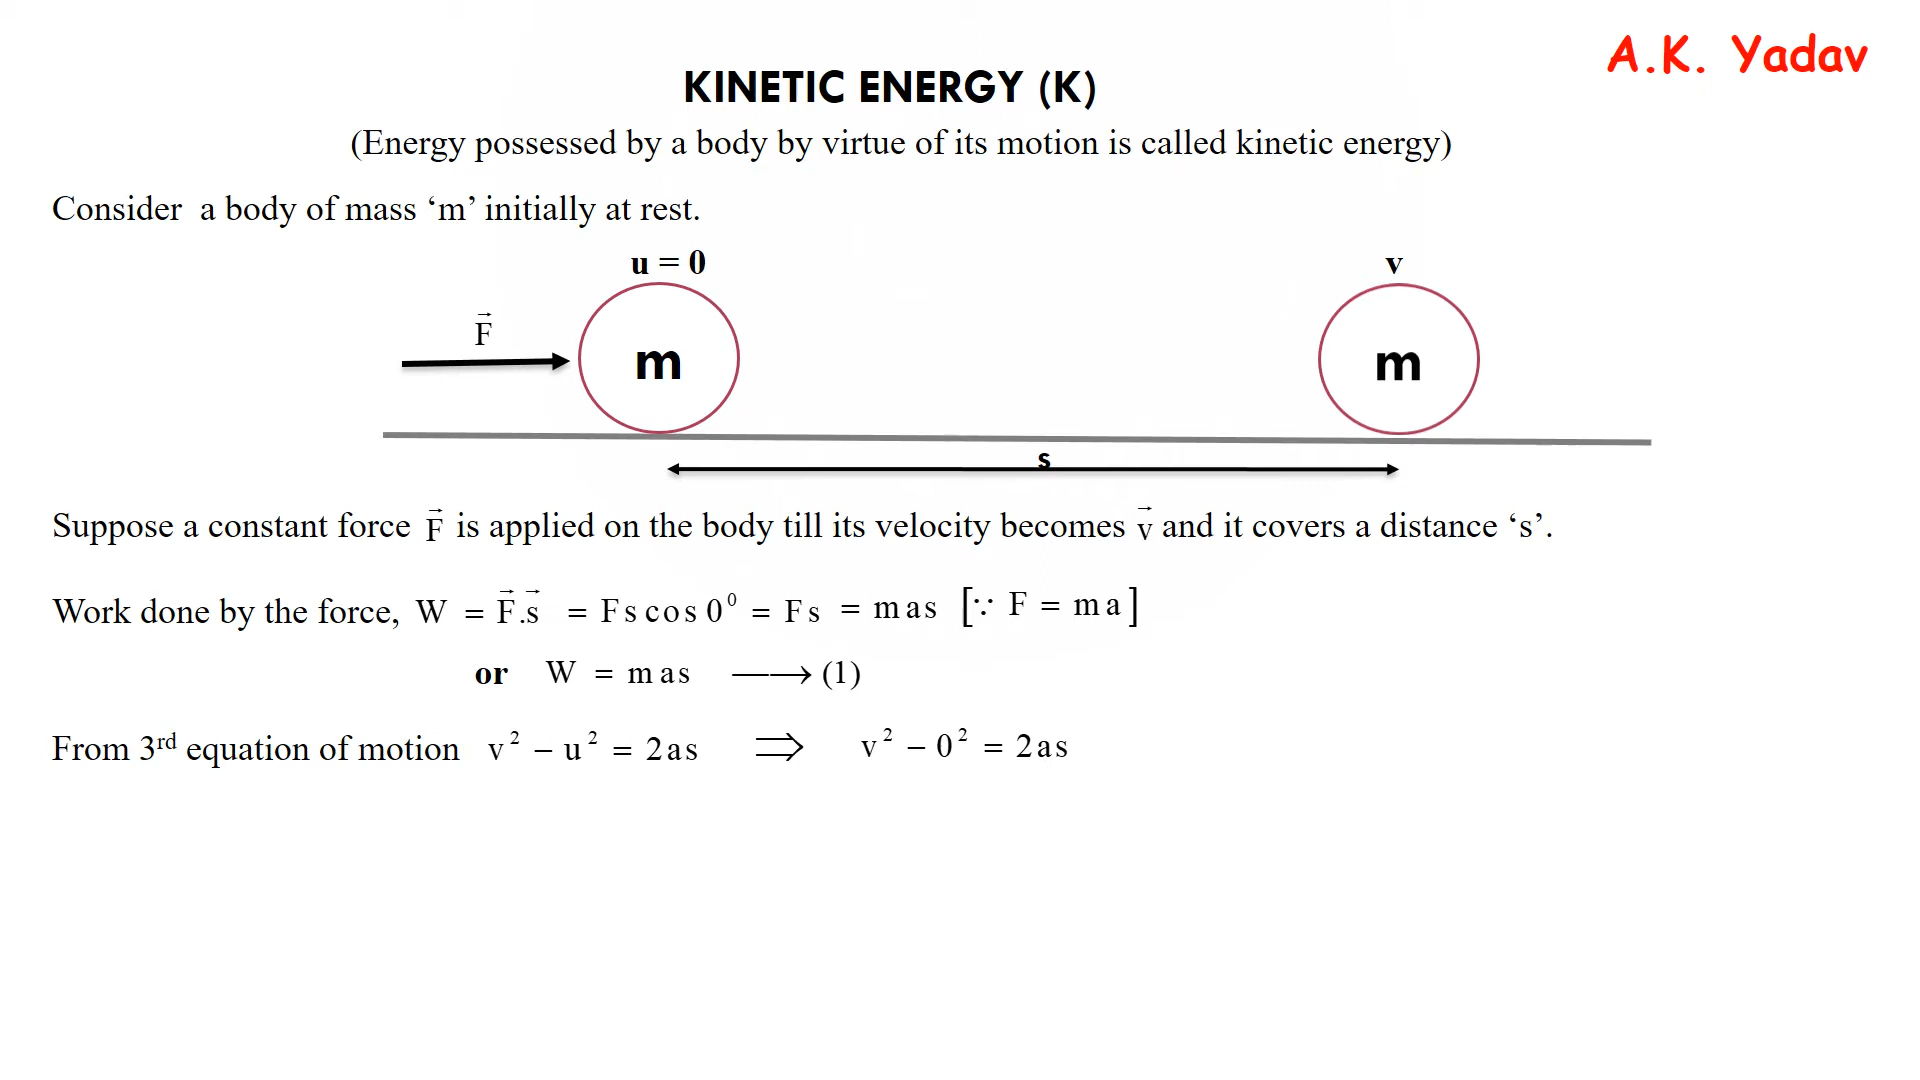 A.K. Yadav
KINETIC ENERGY (K)
(Energy possessed by a body by virtue of its motion is called kinetic energy)
Consider a body of mass ‘m’ initially at rest.
u = 0 v
F⃗ m m
s
Suppose a constant force F⃗ is applied on the body till its velocity becomes v⃗ and it covers a distance ‘s’.
Work done by the force, W = F⃗.s⃗ = Fs cos 0⁰ = Fs = mas [∵ F = ma]
or W = mas ⟶ (1)
From 3rd equation of motion v² − u² = 2as ⟹ v² − 0² = 2as